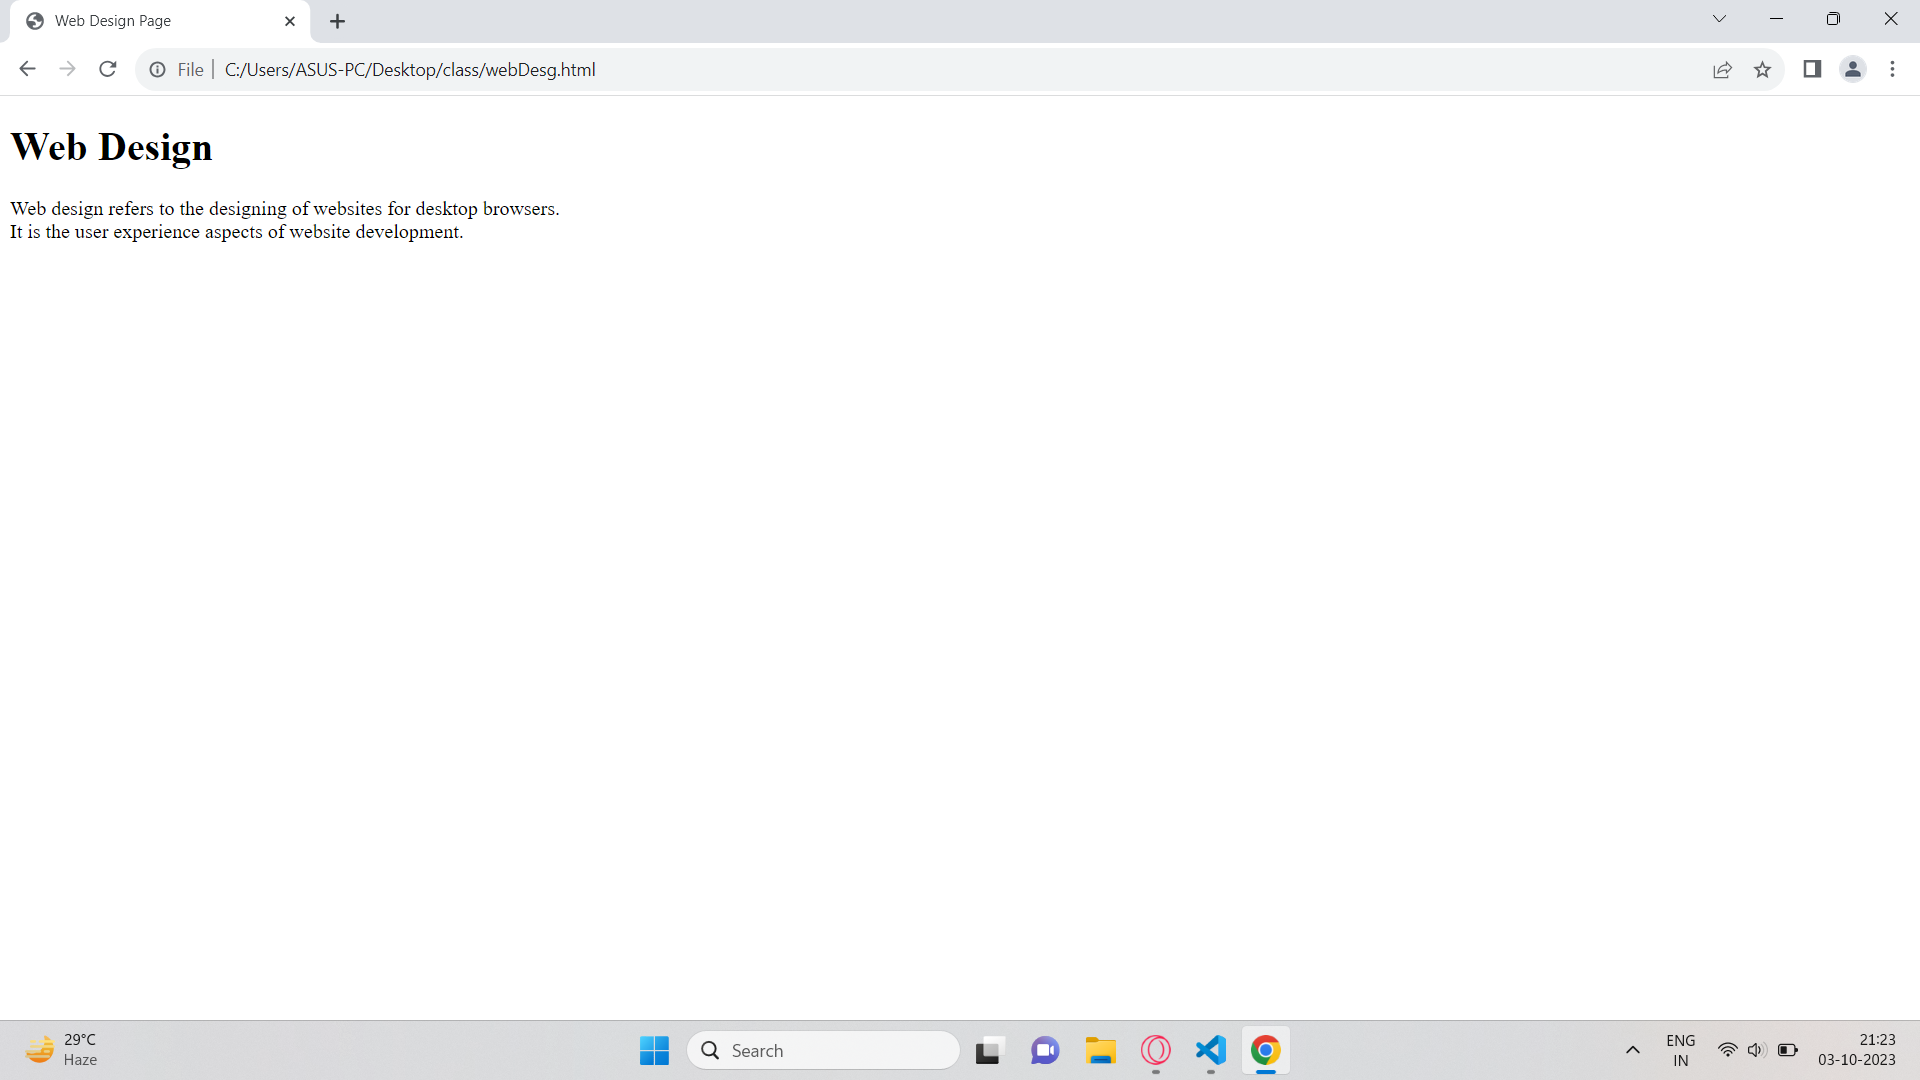 Web Design Page
File
C:/Users/ASUS-PC/Desktop/class/webDesg.html
Web Design
Web design refers to the designing of websites for desktop browsers.
It is the user experience aspects of website development.
29°C
Haze
Search
ENG
IN
21:23
03-10-2023